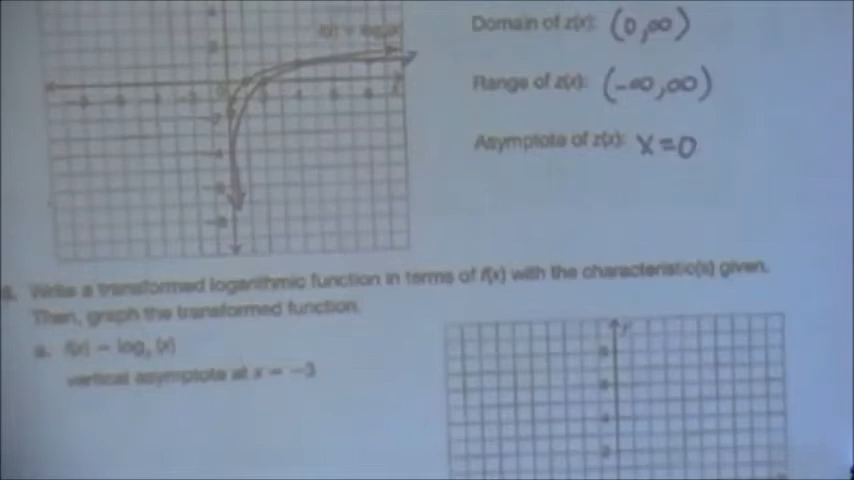 Domain of z(x): (0,∞)
Range of z(x): (-∞,∞)
Asymptote of z(x): x=0
Write a transformed logarithmic function in terms of f(x) with the characteristic(s) given.
Then, graph the transformed function.
a. f(x) = log (x)
vertical asymptote at x = -3